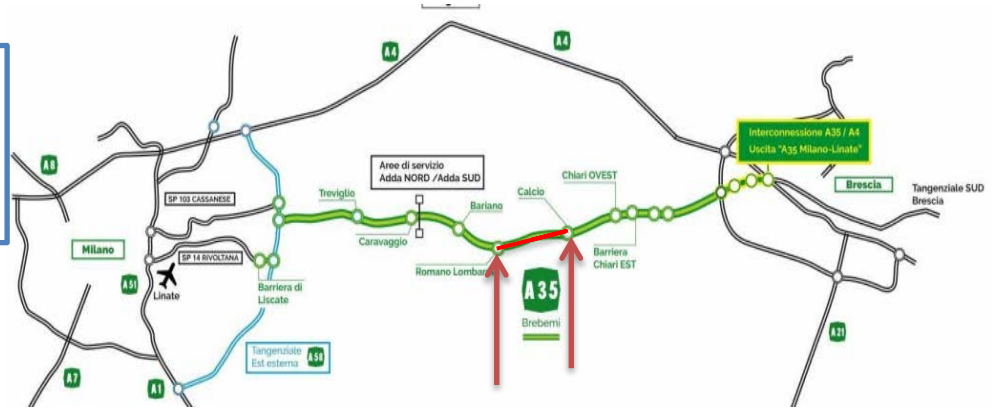 A4
A4
Interconnessione A35 / A4
Uscita "A35 Milano-Linate"
A8
Aree di servizio
Adda NORD /Adda SUD
Chiari OVEST
Brescia
Tangenziale SUD
Brescia
SP 103 CASSANESE
Treviglio
Calcio
Bariano
Milano
SP 14 RIVOLTANA
Caravaggio
Barriera
Chiari EST
Romano Lombar
A51
Linate
Barriera di
Liscate
A35
Brebemi
A21
Tangenziale
Est esterna
A58
A7
A1